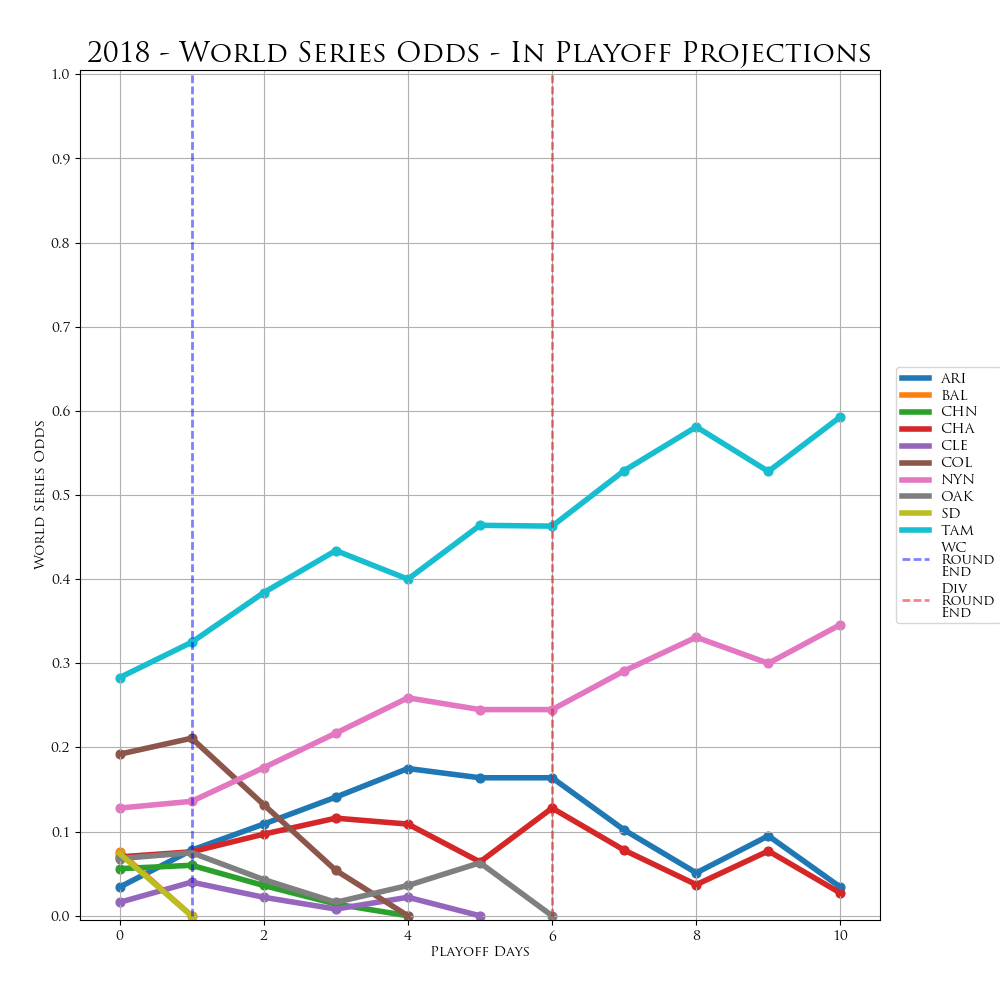 2018 - World Series Odds - In Playoff Projections
1.0
0.9
0.8
0.7
0.6
0.5
0.4
0.3
0.2
0.1
0.0
World Series Odds
0 2 4 6 8 10
Playoff Days
ARI
BAL
CHN
CHA
CLE
COL
NYN
OAK
SD
TAM
WC
Round
End
Div
Round
End